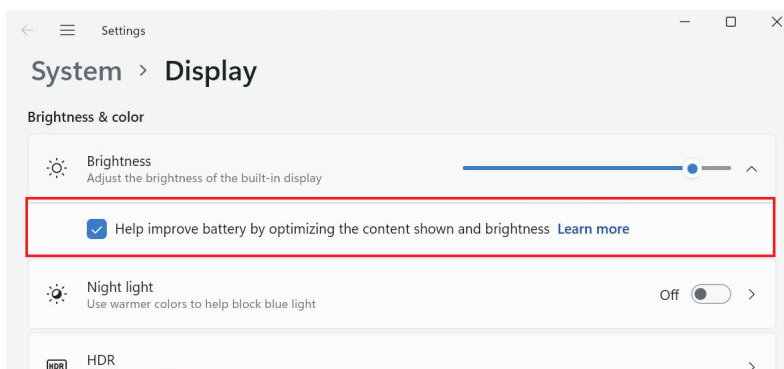 Settings
System > Display
Brightness & color
Brightness
Adjust the brightness of the built-in display
Help improve battery by optimizing the content shown and brightness Learn more
Night light
Use warmer colors to help block blue light
Off
HDR
HDR